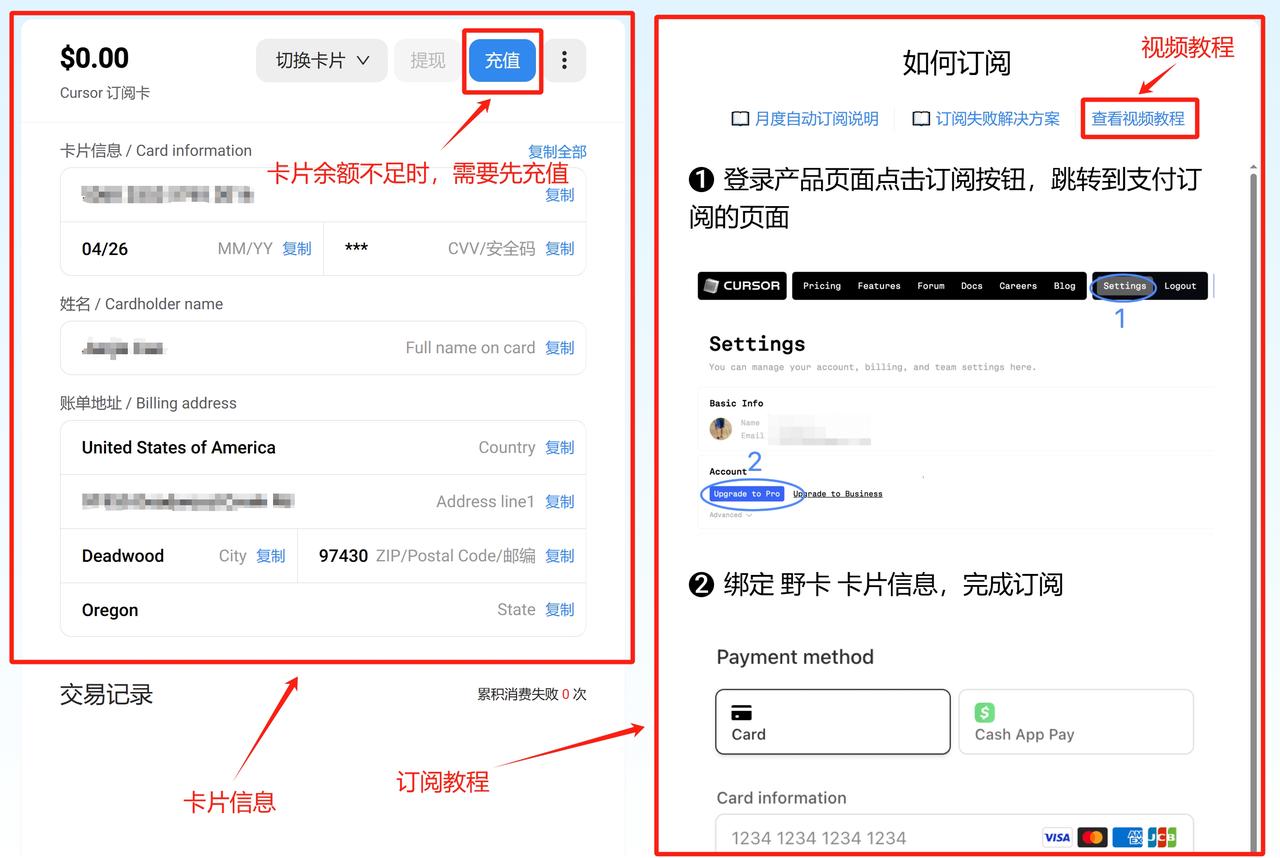 $0.00
切换卡片
提现
充值
Cursor 订阅卡
卡片信息 / Card information
复制全部
卡片余额不足时，需要先充值
复制
04/26
MM/YY
复制
***
CVV/安全码
复制
姓名 / Cardholder name
Full name on card
复制
账单地址 / Billing address
United States of America
Country
复制
Address line1
复制
Deadwood
City
复制
97430
ZIP/Postal Code/邮编
复制
Oregon
State
复制
交易记录
累积消费失败 0 次
卡片信息
订阅教程
视频教程
如何订阅
月度自动订阅说明
订阅失败解决方案
查看视频教程
❶ 登录产品页面点击订阅按钮，跳转到支付订
阅的页面
CURSOR
Pricing
Features
Forum
Docs
Careers
Blog
Settings
Logout
1
Settings
You can manage your account, billing, and team settings here.
Basic Info
Name
Email
Account
2
Upgrade to Pro
Upgrade to Business
Advanced
❷ 绑定 野卡 卡片信息，完成订阅
Payment method
Card
$
Cash App Pay
Card information
1234 1234 1234 1234
VISA
AMEX
JCB